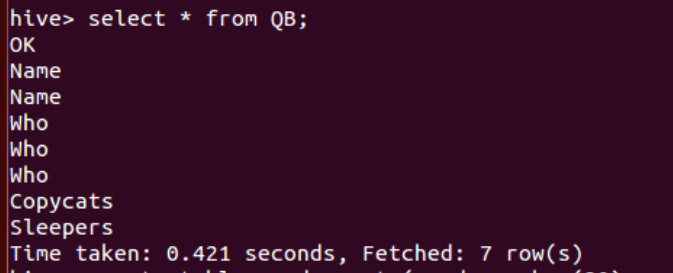 hive> select * from QB;
OK
Name
Name
Who
Who
Who
Copycats
Sleepers
Time taken: 0.421 seconds, Fetched: 7 row(s)